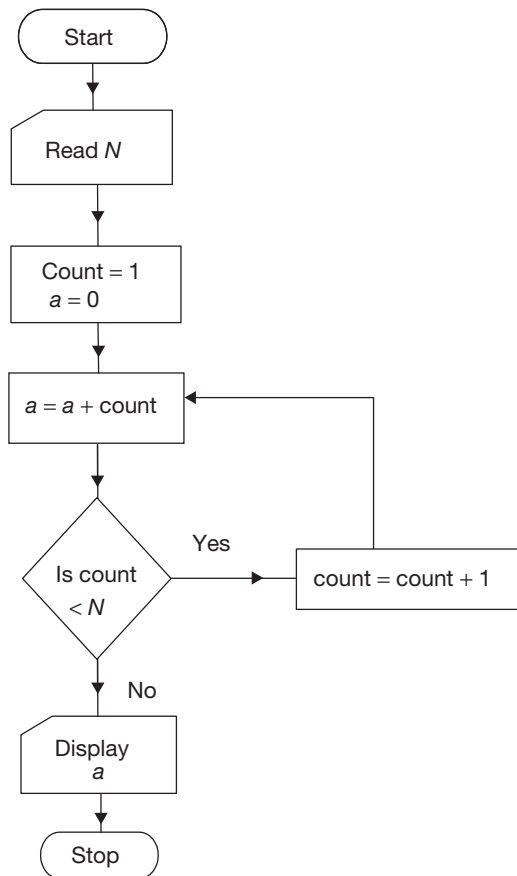 Start
Read N
Count = 1
a = 0
a = a + count
Is count
< N
Yes
count = count + 1
No
Display
a
Stop